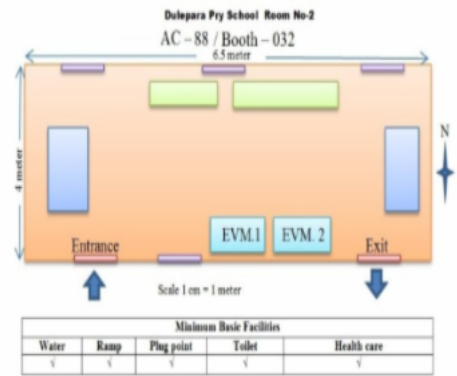 Dulepara Pry School Room No-2
AC – 88 / Booth – 032
6.5 meter
4 meter
N
EVM.1 EVM. 2
Entrance Exit
Scale 1 cm = 1 meter
Minimum Basic Facilities
Water Ramp Plug point Toilet Health care
√ √ √ √ √